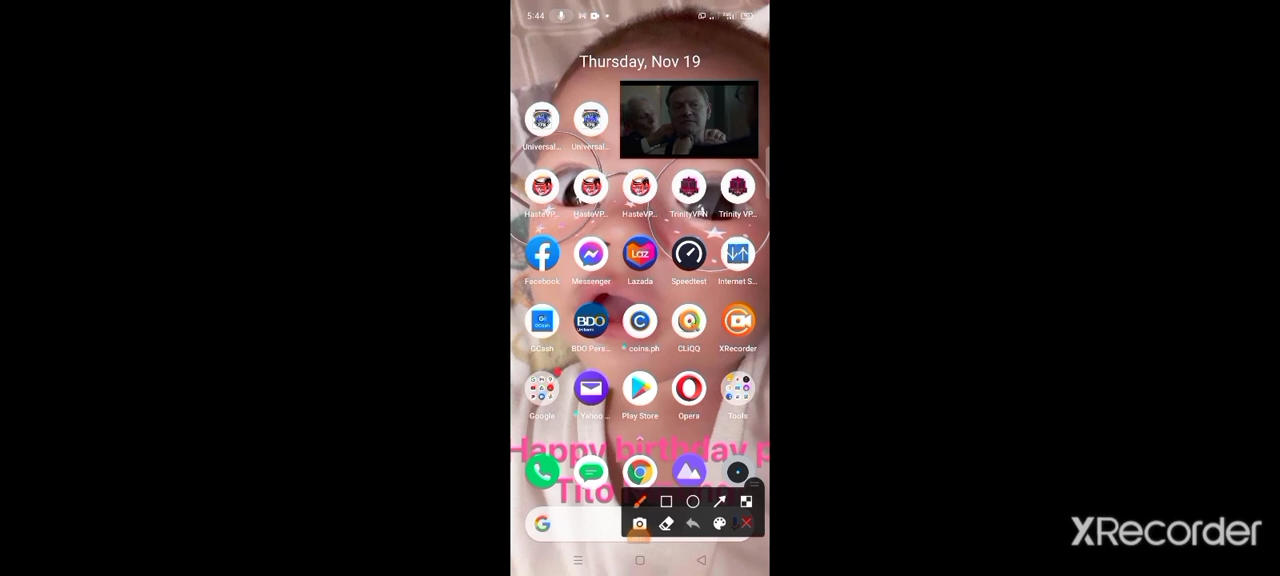 5:44
Thursday, Nov 19
Universal... Universal...
HasteVP... HasteVP... HasteVP... TrinityVPN Trinity VP...
Facebook Messenger Lazada Speedtest Internet S...
GCash BDO Pers... coins.ph CLiQQ XRecorder
Google Yahoo ... Play Store Opera Tools
Happy birthday p
Tito
XRecorder